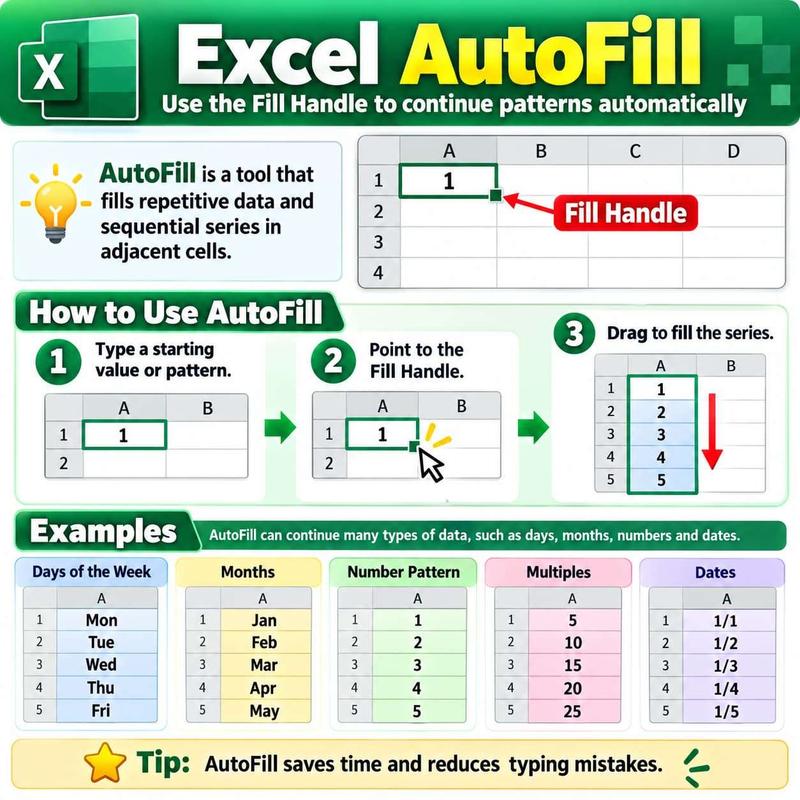 X
Excel AutoFill
Use the Fill Handle to continue patterns automatically
AutoFill is a tool that
fills repetitive data and
sequential series in
adjacent cells.
A B C D
1 1
2
3
4
Fill Handle
How to Use AutoFill
1
Type a starting
value or pattern.
A B
1 1
2
2
Point to the
Fill Handle.
A B
1 1
2
3
Drag to fill the series.
A B
1 1
2 2
3 3
4 4
5 5
Examples
AutoFill can continue many types of data, such as days, months, numbers and dates.
Days of the Week
A
1 Mon
2 Tue
3 Wed
4 Thu
5 Fri
Months
A
1 Jan
2 Feb
3 Mar
4 Apr
5 May
Number Pattern
A
1 1
2 2
3 3
4 4
5 5
Multiples
A
1 5
2 10
3 15
4 20
5 25
Dates
A
1 1/1
2 1/2
3 1/3
4 1/4
5 1/5
Tip: AutoFill saves time and reduces typing mistakes.